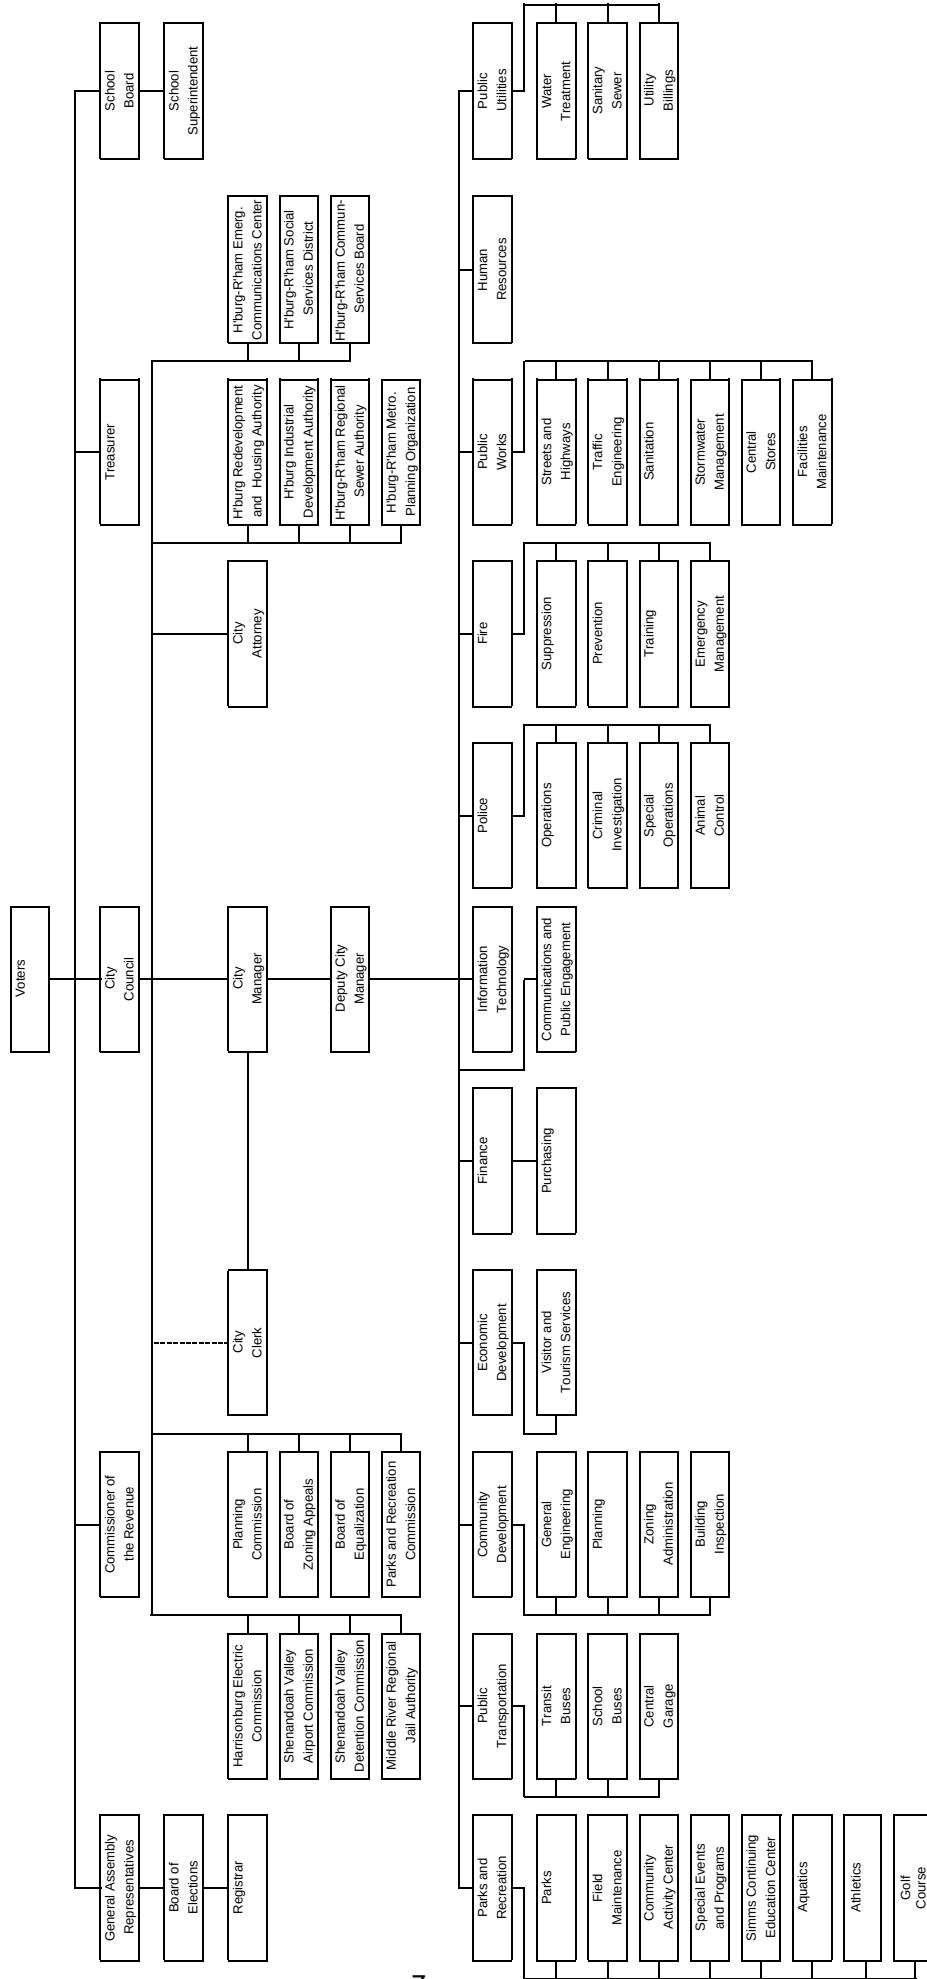 Voters
General Assembly
Representatives
Commissioner of
the Revenue
City
Council
Treasurer
School
Board
Board of
Elections
School
Superintendent
Registrar
Harrisonburg Electric
Commission
Shenandoah Valley
Airport Commission
Shenandoah Valley
Detention Commission
Middle River Regional
Jail Authority
Planning
Commission
Board of
Zoning Appeals
Board of
Equalization
Parks and Recreation
Commission
City
Clerk
City
Manager
Deputy City
Manager
City
Attorney
H'burg Redevelopment
and Housing Authority
H'burg Industrial
Development Authority
H'burg-R'ham Regional
Sewer Authority
H'burg-R'ham Metro.
Planning Organization
H'burg-R'ham Emerg.
Communications Center
H'burg-R'ham Social
Services District
H'burg-R'ham Commun-
Services Board
Parks and
Recreation
Parks
Field
Maintenance
Community
Activity Center
Special Events
and Programs
Simms Continuing
Education Center
Aquatics
Athletics
Golf
Course
Public
Transportation
Transit
Buses
School
Buses
Central
Garage
Community
Development
General
Engineering
Planning
Zoning
Administration
Building
Inspection
Economic
Development
Visitor and
Tourism Services
Finance
Purchasing
Information
Technology
Communications and
Public Engagement
Police
Operations
Criminal
Investigation
Special
Operations
Animal
Control
Fire
Suppression
Prevention
Training
Emergency
Management
Public
Works
Streets and
Highways
Traffic
Engineering
Sanitation
Stormwater
Management
Central
Stores
Facilities
Maintenance
Human
Resources
Public
Utilities
Water
Treatment
Sanitary
Sewer
Utility
Billings